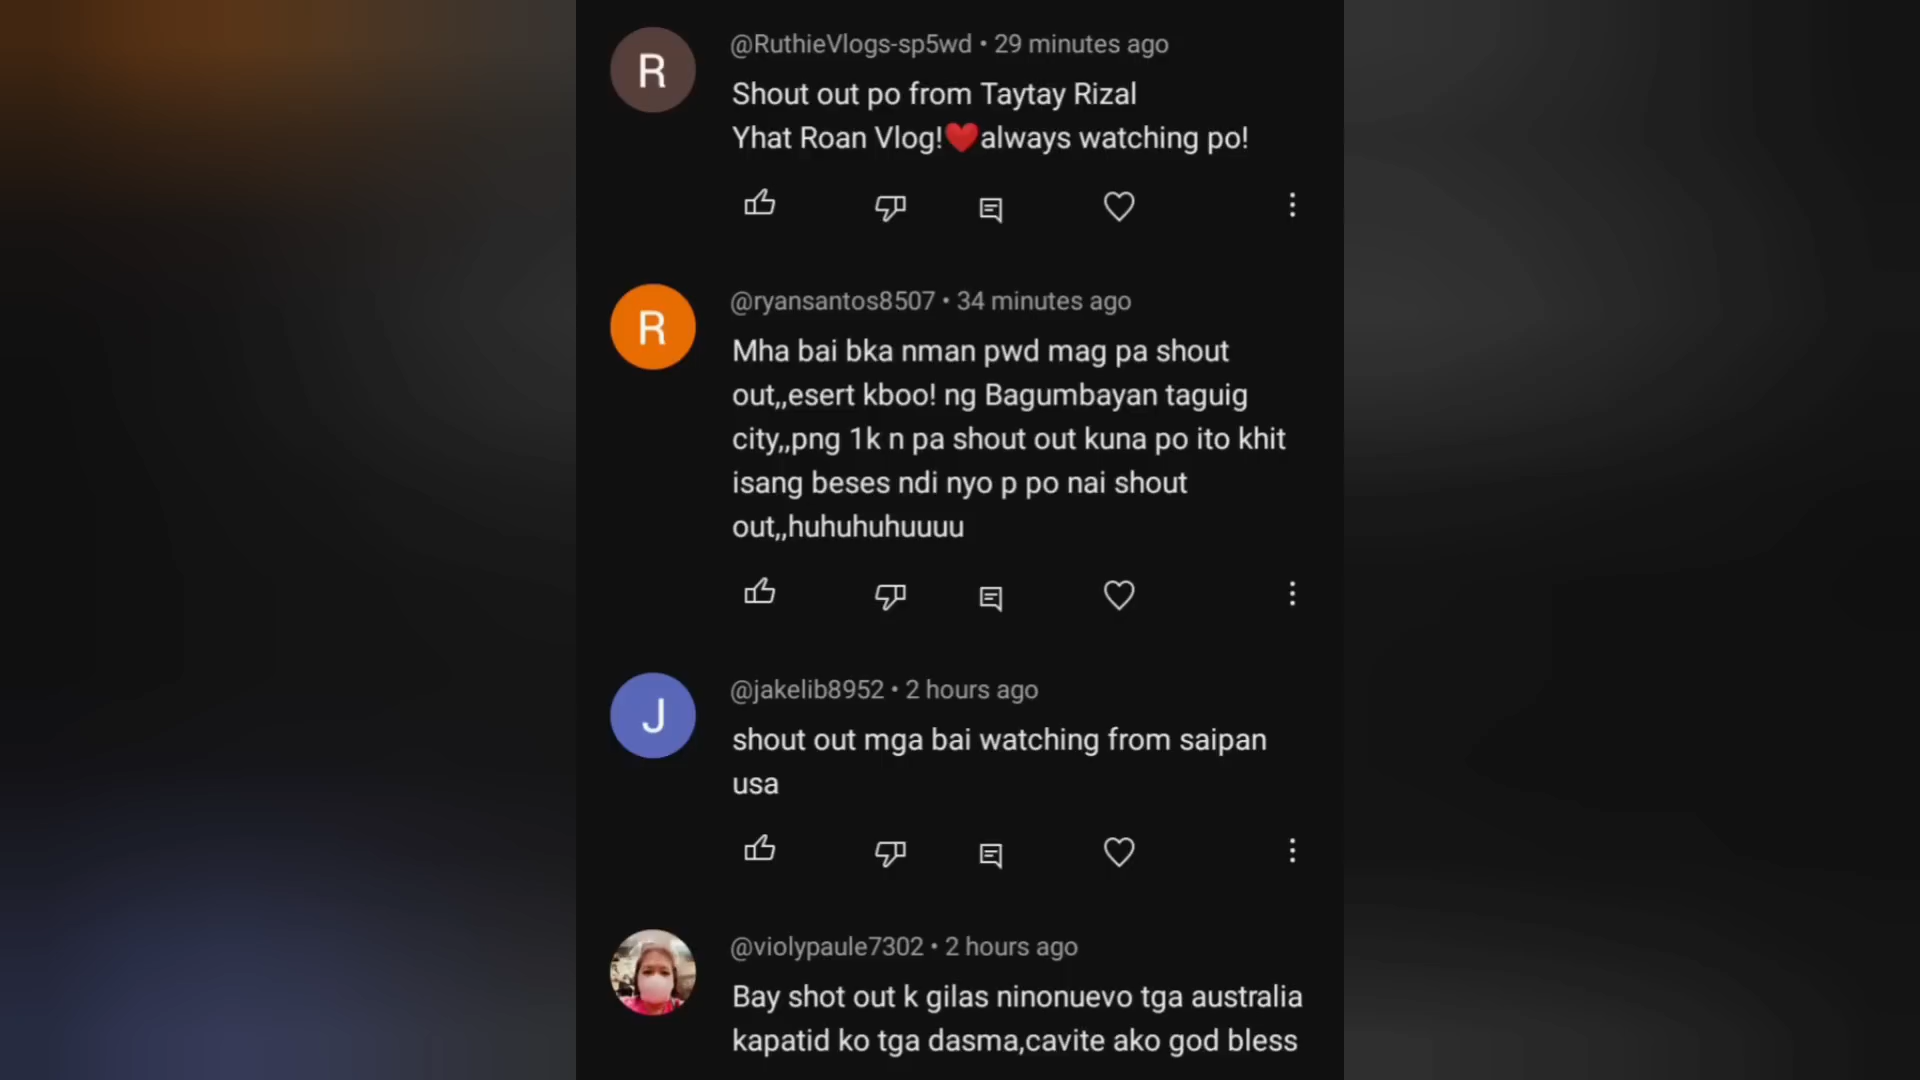 R
@RuthieVlogs-sp5wd • 29 minutes ago
Shout out po from Taytay Rizal
Yhat Roan Vlog!❤️always watching po!
R
@ryansantos8507 • 34 minutes ago
Mha bai bka nman pwd mag pa shout
out,,esert kboo! ng Bagumbayan taguig
city,,png 1k n pa shout out kuna po ito khit
isang beses ndi nyo p po nai shout
out,,huhuhuhuuuu
J
@jakelib8952 • 2 hours ago
shout out mga bai watching from saipan
usa
@violypaule7302 • 2 hours ago
Bay shot out k gilas ninonuevo tga australia
kapatid ko tga dasma,cavite ako god bless